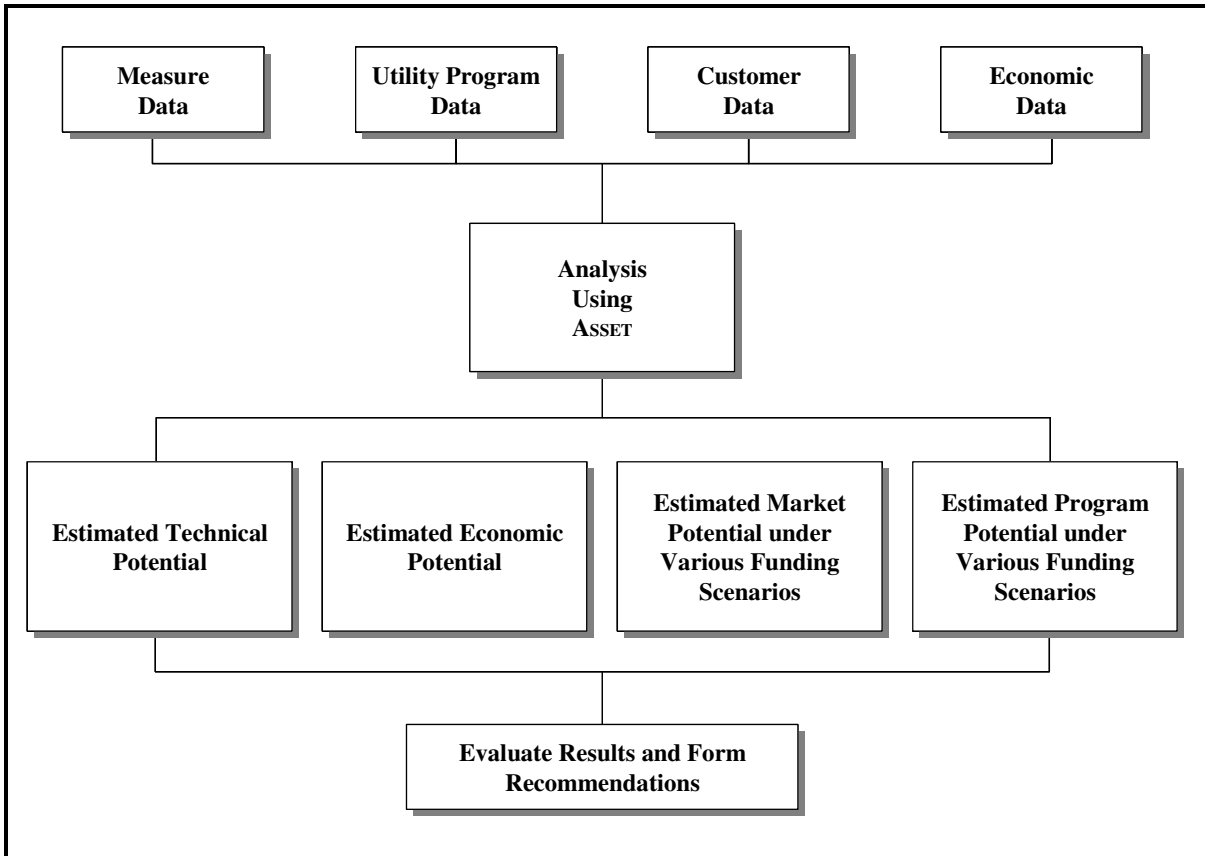 Measure
Data
Utility Program
Data
Customer
Data
Economic
Data
Analysis
Using
ASSET
Estimated Technical
Potential
Estimated Economic
Potential
Estimated Market
Potential under
Various Funding
Scenarios
Estimated Program
Potential under
Various Funding
Scenarios
Evaluate Results and Form
Recommendations